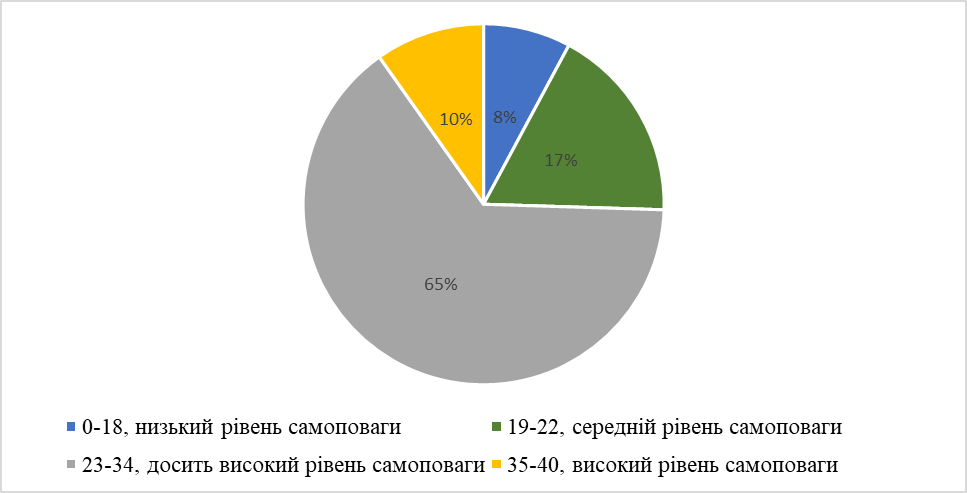 8%
10%
17%
65%
0-18, низький рівень самоповаги
19-22, середній рівень самоповаги
23-34, досить високий рівень самоповаги
35-40, високий рівень самоповаги